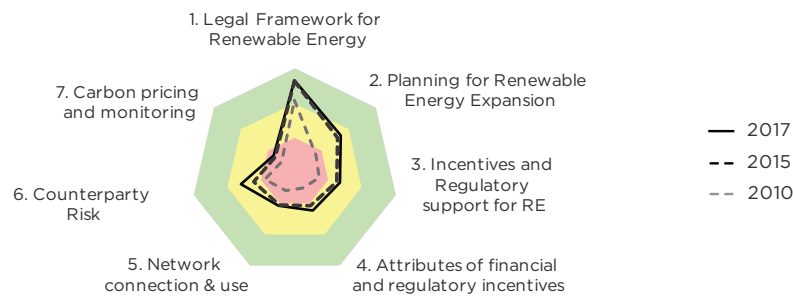 1. Legal Framework for
Renewable Energy
2. Planning for Renewable
Energy Expansion
3. Incentives and
Regulatory
support for RE
4. Attributes of financial
and regulatory incentives
5. Network
connection & use
6. Counterparty
Risk
7. Carbon pricing
and monitoring
2017
2015
2010